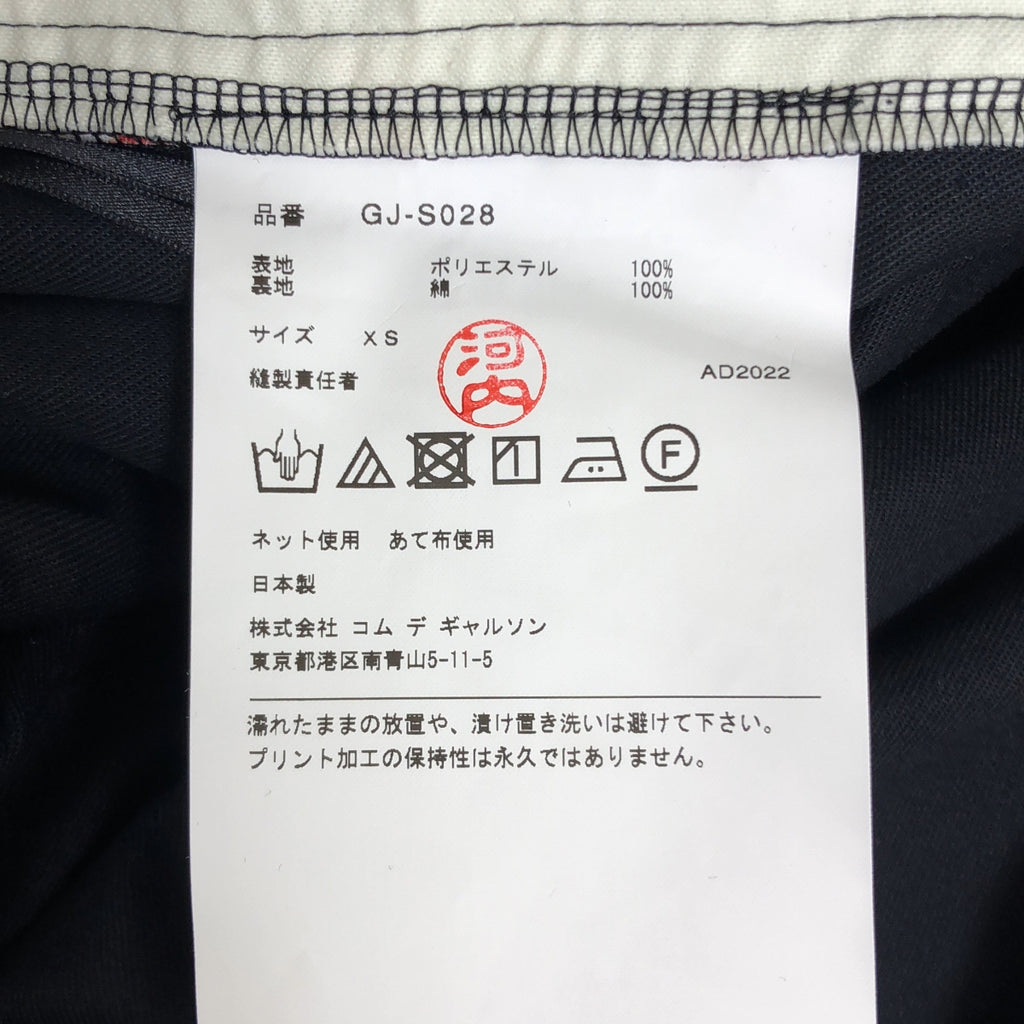 品番 GJ-S028
表地 ポリエステル 100%
裏地 綿 100%
サイズ XS
河内
縫製責任者
AD2022
F
ネット使用 あて布使用
日本製
株式会社 コム デ ギャルソン
東京都港区南青山5-11-5
濡れたままの放置や、漬け置き洗いは避けて下さい。
プリント加工の保持性は永久ではありません。